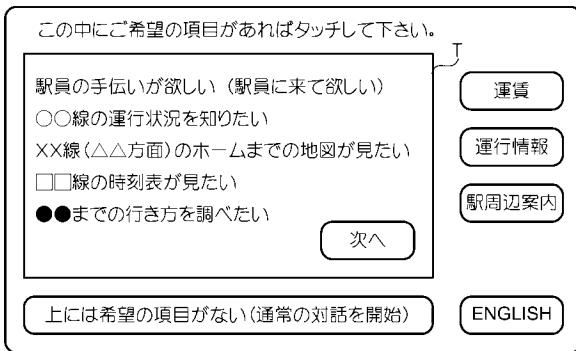 この中にご希望の項目があればタッチして下さい。
T
駅員の手伝いが欲しい（駅員に来て欲しい）
○○線の運行状況を知りたい
XX線(△△方面)のホームまでの地図が見たい
□□線の時刻表が見たい
●●までの行き方を調べたい
次へ
運賃
運行情報
駅周辺案内
上には希望の項目がない(通常の対話を開始)
ENGLISH